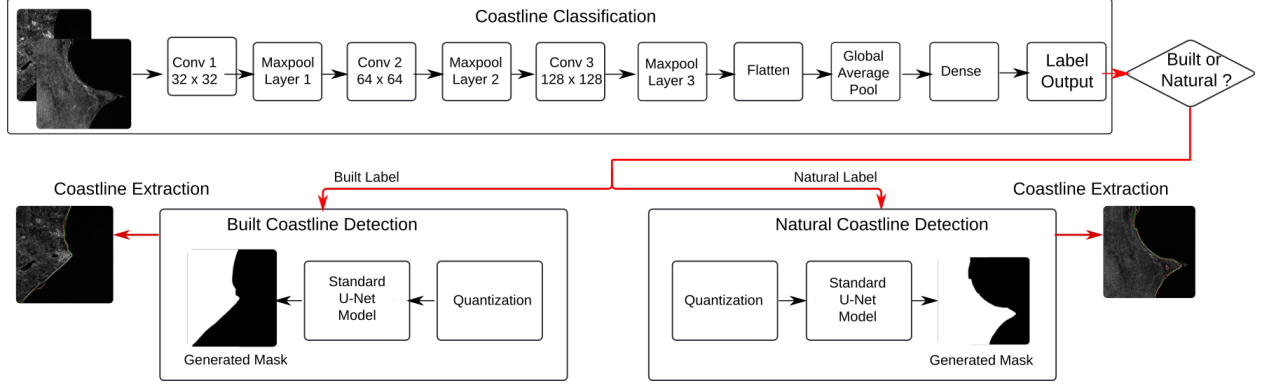 Coastline Classification
Conv 1
32 x 32
Maxpool
Layer 1
Conv 2
64 x 64
Maxpool
Layer 2
Conv 3
128 x 128
Maxpool
Layer 3
Flatten
Global
Average
Pool
Dense
Label
Output
Built or
Natural ?
Built Label
Natural Label
Coastline Extraction
Built Coastline Detection
Standard
U-Net
Model
Quantization
Generated Mask
Natural Coastline Detection
Quantization
Standard
U-Net
Model
Generated Mask
Coastline Extraction